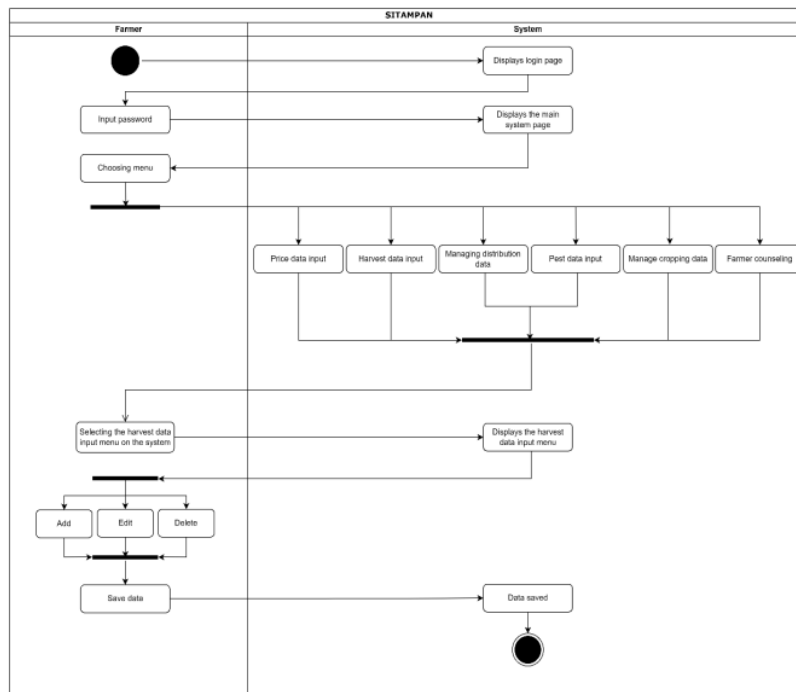 SITAMPAN
Farmer
System
Displays login page
Input password
Displays the main
system page
Choosing menu
Price data input
Harvest data input
Managing distribution
data
Pest data input
Manage cropping data
Farmer counseling
Selecting the harvest data
input menu on the system
Displays the harvest
data input menu
Add
Edit
Delete
Save data
Data saved